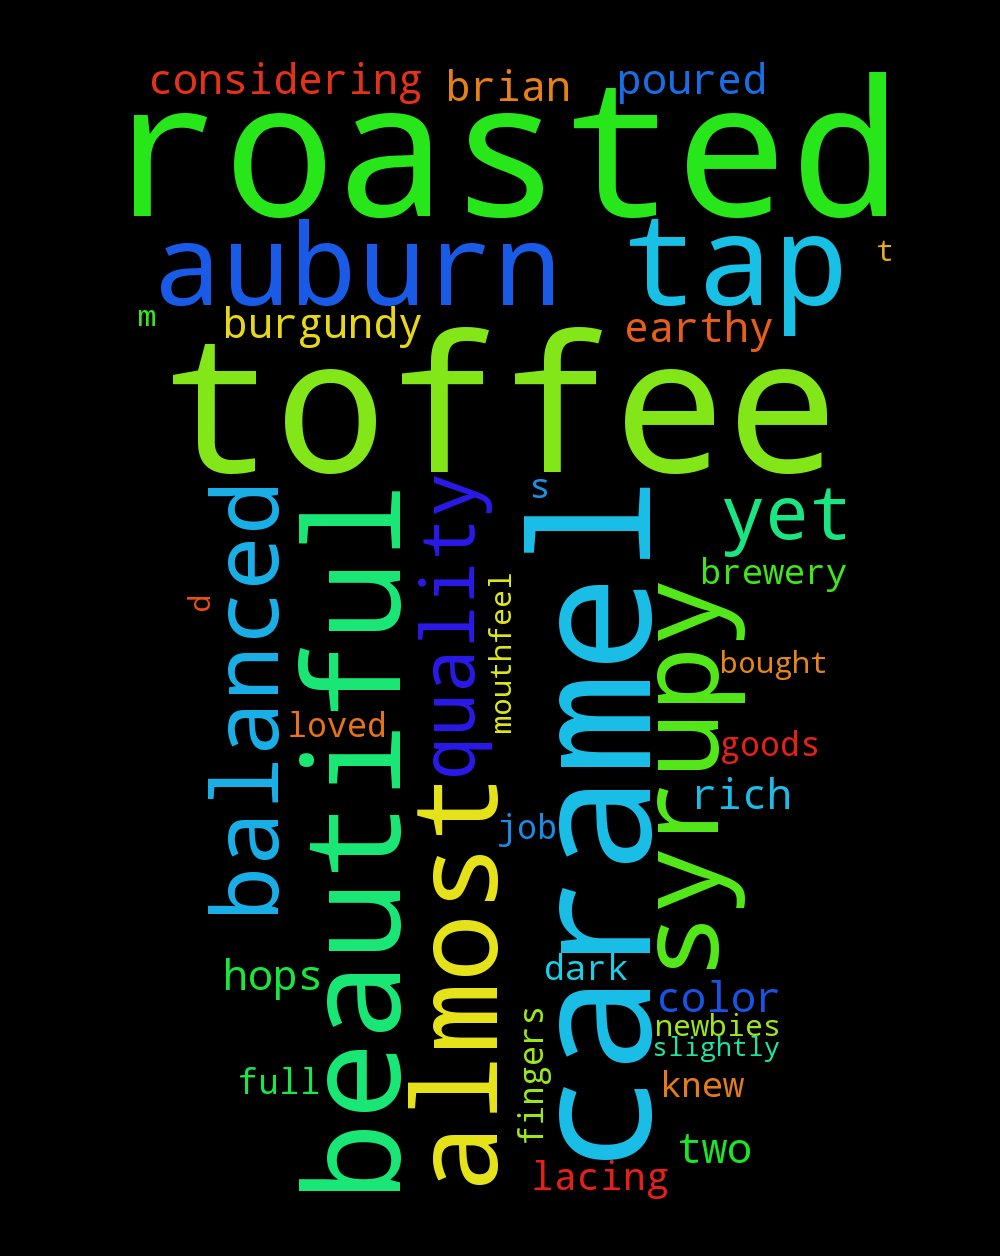 considering
brian
poured
roasted
auburn
tap
t
m
burgundy
earthy
toffee
balanced
beautiful
quality
s
caramel
yet
brewery
d
mouthfeel
syrupy
bought
loved
goods
rich
almost
job
hops
dark
color
newbies
slightly
full
fingers
knew
two
lacing